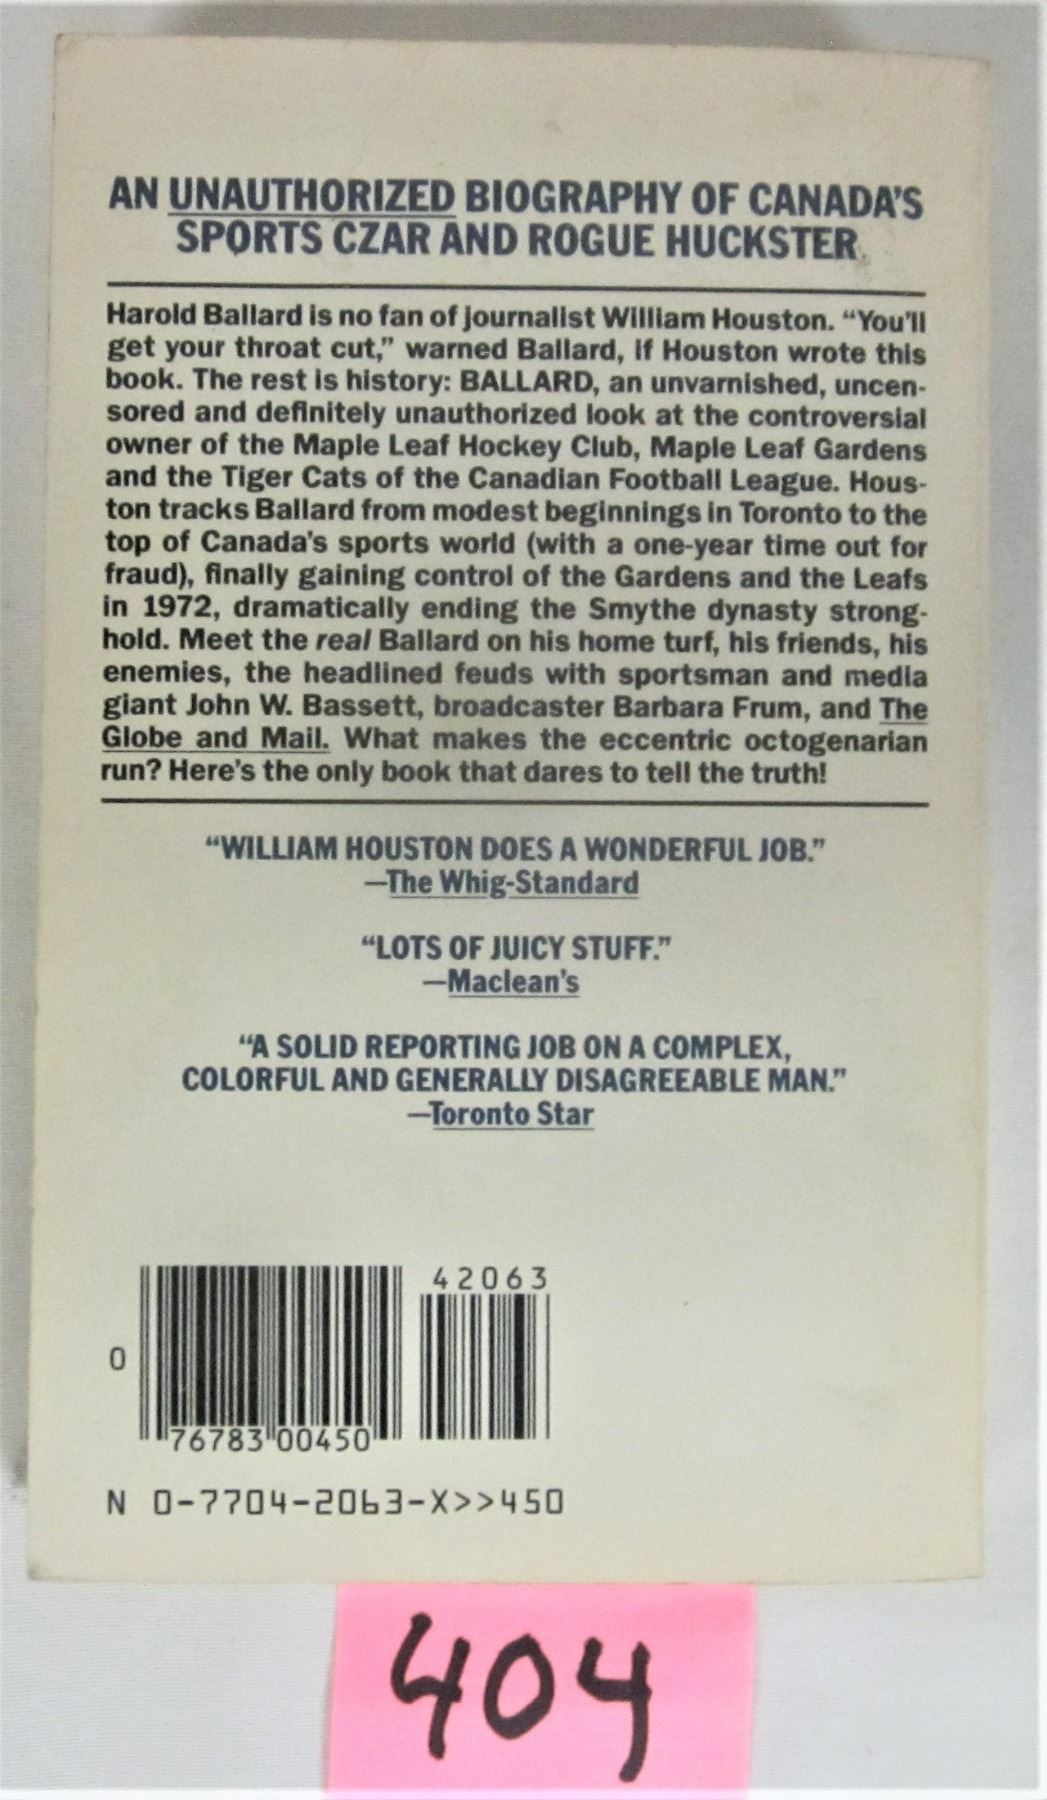 AN UNAUTHORIZED BIOGRAPHY OF CANADA'S
SPORTS CZAR AND ROGUE HUCKSTER
Harold Ballard is no fan of journalist William Houston. “You'll
get your throat cut,” warned Ballard, if Houston wrote this
book. The rest is history: BALLARD, an unvarnished, uncen-
sored and definitely unauthorized look at the controversial
owner of the Maple Leaf Hockey Club, Maple Leaf Gardens
and the Tiger Cats of the Canadian Football League. Hous-
ton tracks Ballard from modest beginnings in Toronto to the
top of Canada's sports world (with a one-year time out for
fraud), finally gaining control of the Gardens and the Leafs
in 1972, dramatically ending the Smythe dynasty strong-
hold. Meet the real Ballard on his home turf, his friends, his
enemies, the headlined feuds with sportsman and media
giant John W. Bassett, broadcaster Barbara Frum, and The
Globe and Mail. What makes the eccentric octogenarian
run? Here's the only book that dares to tell the truth!
“WILLIAM HOUSTON DOES A WONDERFUL JOB.”
—The Whig-Standard
“LOTS OF JUICY STUFF.”
—Maclean's
“A SOLID REPORTING JOB ON A COMPLEX,
COLORFUL AND GENERALLY DISAGREEABLE MAN.”
—Toronto Star
42063
0
76783 00450
N 0-7704-2063-X>>450
404